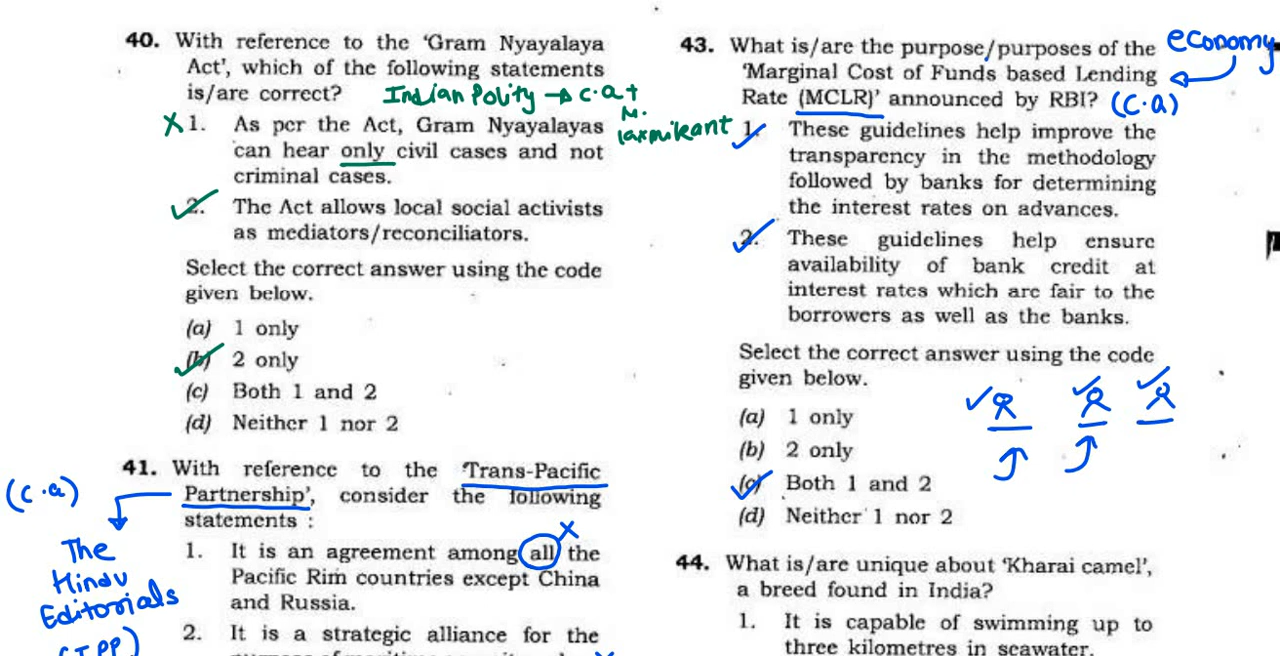 40. With reference to the ‘Gram Nyayalaya
Act’, which of the following statements
is/are correct?
Indian Polity → C.a +
M.
laxmikant
X 1. As per the Act, Gram Nyayalayas
can hear only civil cases and not
criminal cases.
2. The Act allows local social activists
as mediators/reconciliators.
Select the correct answer using the code
given below.
(a) 1 only
(b) 2 only
(c) Both 1 and 2
(d) Neither 1 nor 2
41. With reference to the ‘Trans-Pacific
Partnership’, consider the following
statements :
(C.a)
The
Hindu
Editorials
(TPP)
1. It is an agreement among all the
Pacific Rim countries except China
and Russia.
2. It is a strategic alliance for the
43. What is/are the purpose/purposes of the
‘Marginal Cost of Funds based Lending
Rate (MCLR)’ announced by RBI?
economy
(C.a)
1. These guidelines help improve the
transparency in the methodology
followed by banks for determining
the interest rates on advances.
2. These guidelines help ensure
availability of bank credit at
interest rates which are fair to the
borrowers as well as the banks.
Select the correct answer using the code
given below.
(a) 1 only
(b) 2 only
(c) Both 1 and 2
(d) Neither 1 nor 2
44. What is/are unique about ‘Kharai camel’,
a breed found in India?
1. It is capable of swimming up to
three kilometres in seawater.